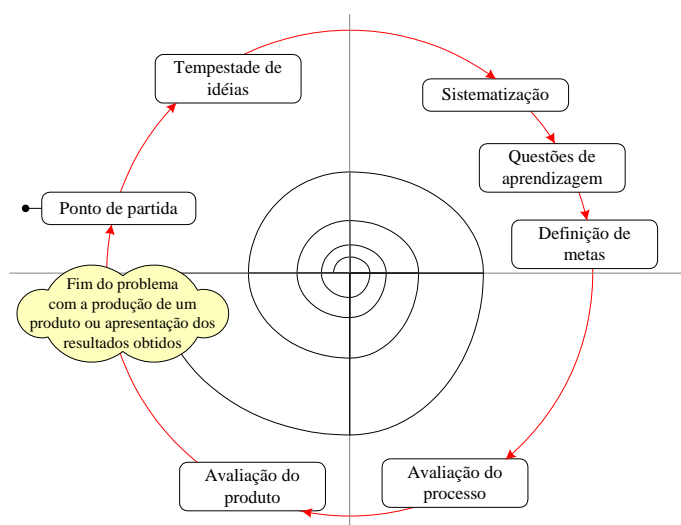 Tempestade de
idéias
Sistematização
Questões de
aprendizagem
Ponto de partida
Definição de
metas
Fim do problema
com a produção de um
produto ou apresentação dos
resultados obtidos
Avaliação do
produto
Avaliação do
processo